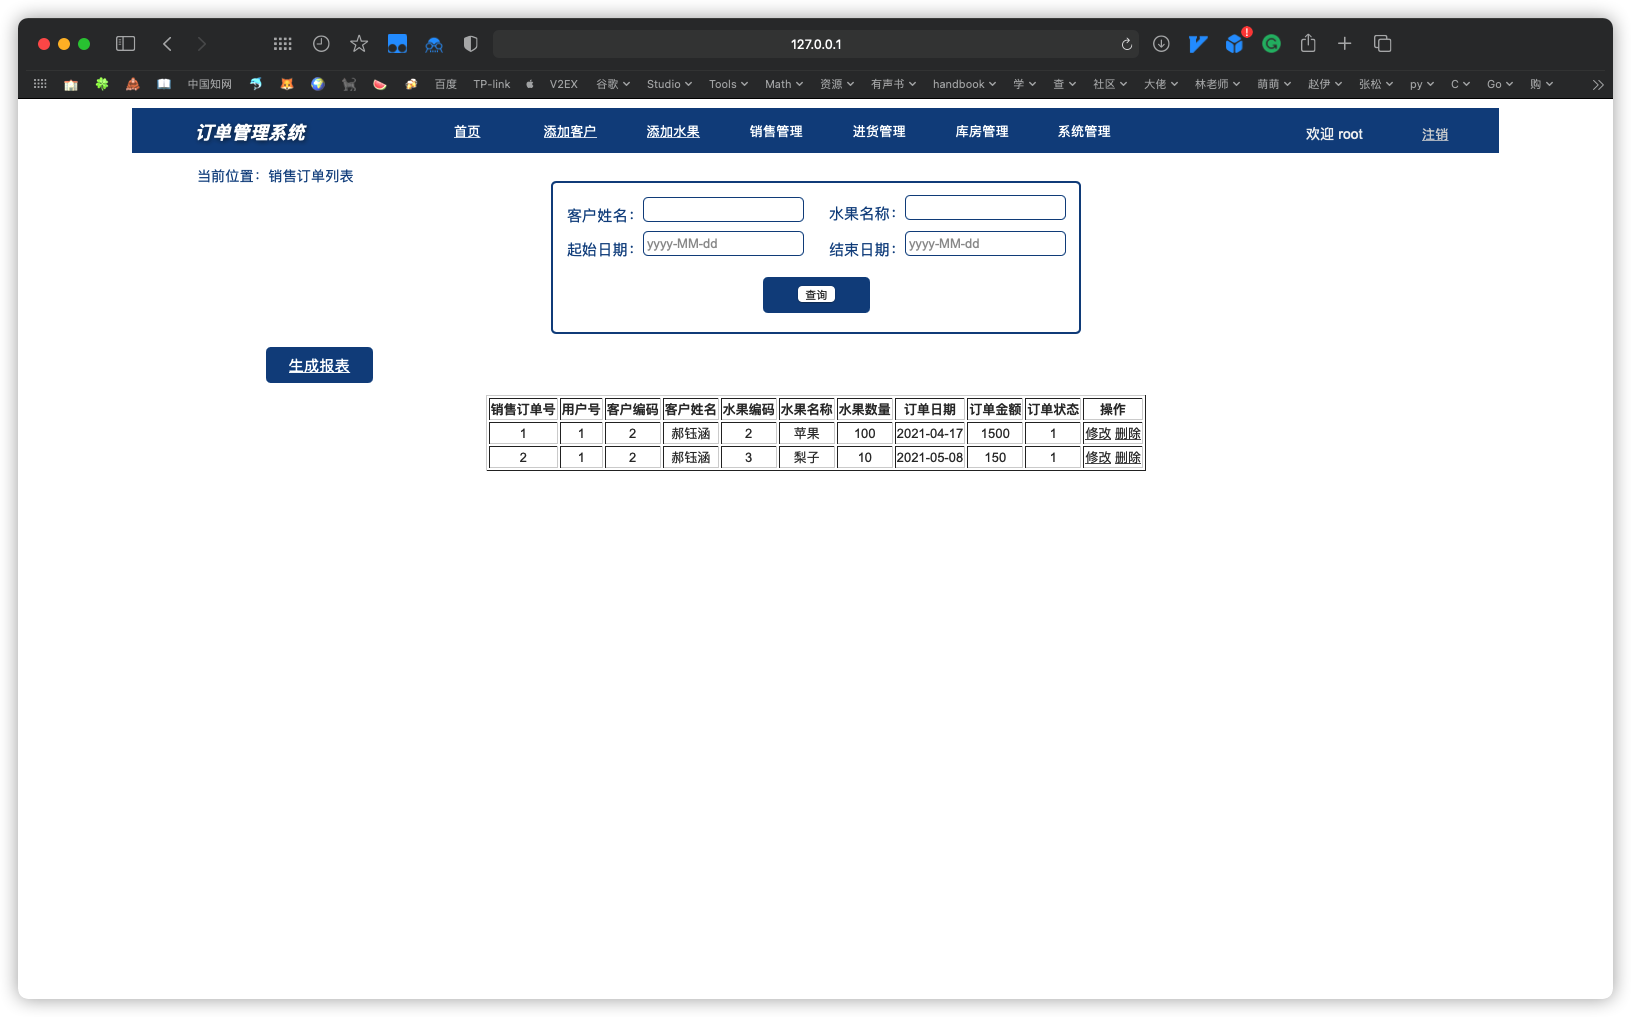 127.0.0.1
中国知网 百度 TP-link V2EX 谷歌 Studio Tools Math 资源 有声书 handbook 学 查 社区 大佬 林老师 萌萌 赵伊 张松 py C Go 购
订单管理系统 首页 添加客户 添加水果 销售管理 进货管理 库房管理 系统管理 欢迎 root 注销
当前位置：销售订单列表
客户姓名： 水果名称：
起始日期： yyyy-MM-dd 结束日期： yyyy-MM-dd
查询
生成报表
销售订单号 用户号 客户编码 客户姓名 水果编码 水果名称 水果数量 订单日期 订单金额 订单状态 操作
1 1 2 郝钰涵 2 苹果 100 2021-04-17 1500 1 修改 删除
2 1 2 郝钰涵 3 梨子 10 2021-05-08 150 1 修改 删除